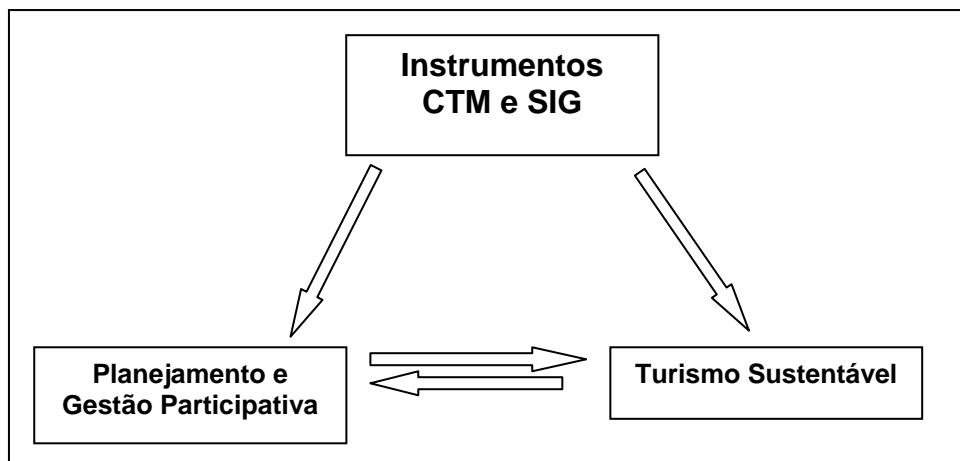 Instrumentos
CTM e SIG
Planejamento e
Gestão Participativa
Turismo Sustentável